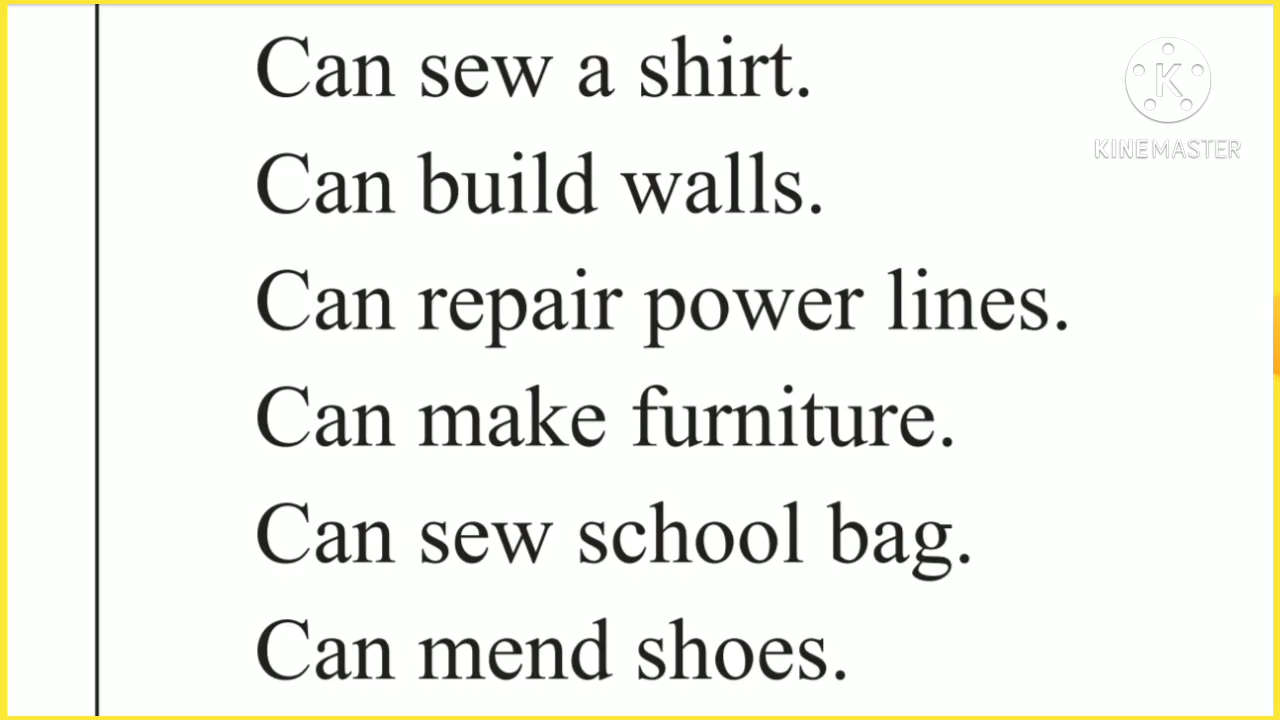 Can sew a shirt.
K
KINEMASTER
Can build walls.
Can repair power lines.
Can make furniture.
Can sew school bag.
Can mend shoes.